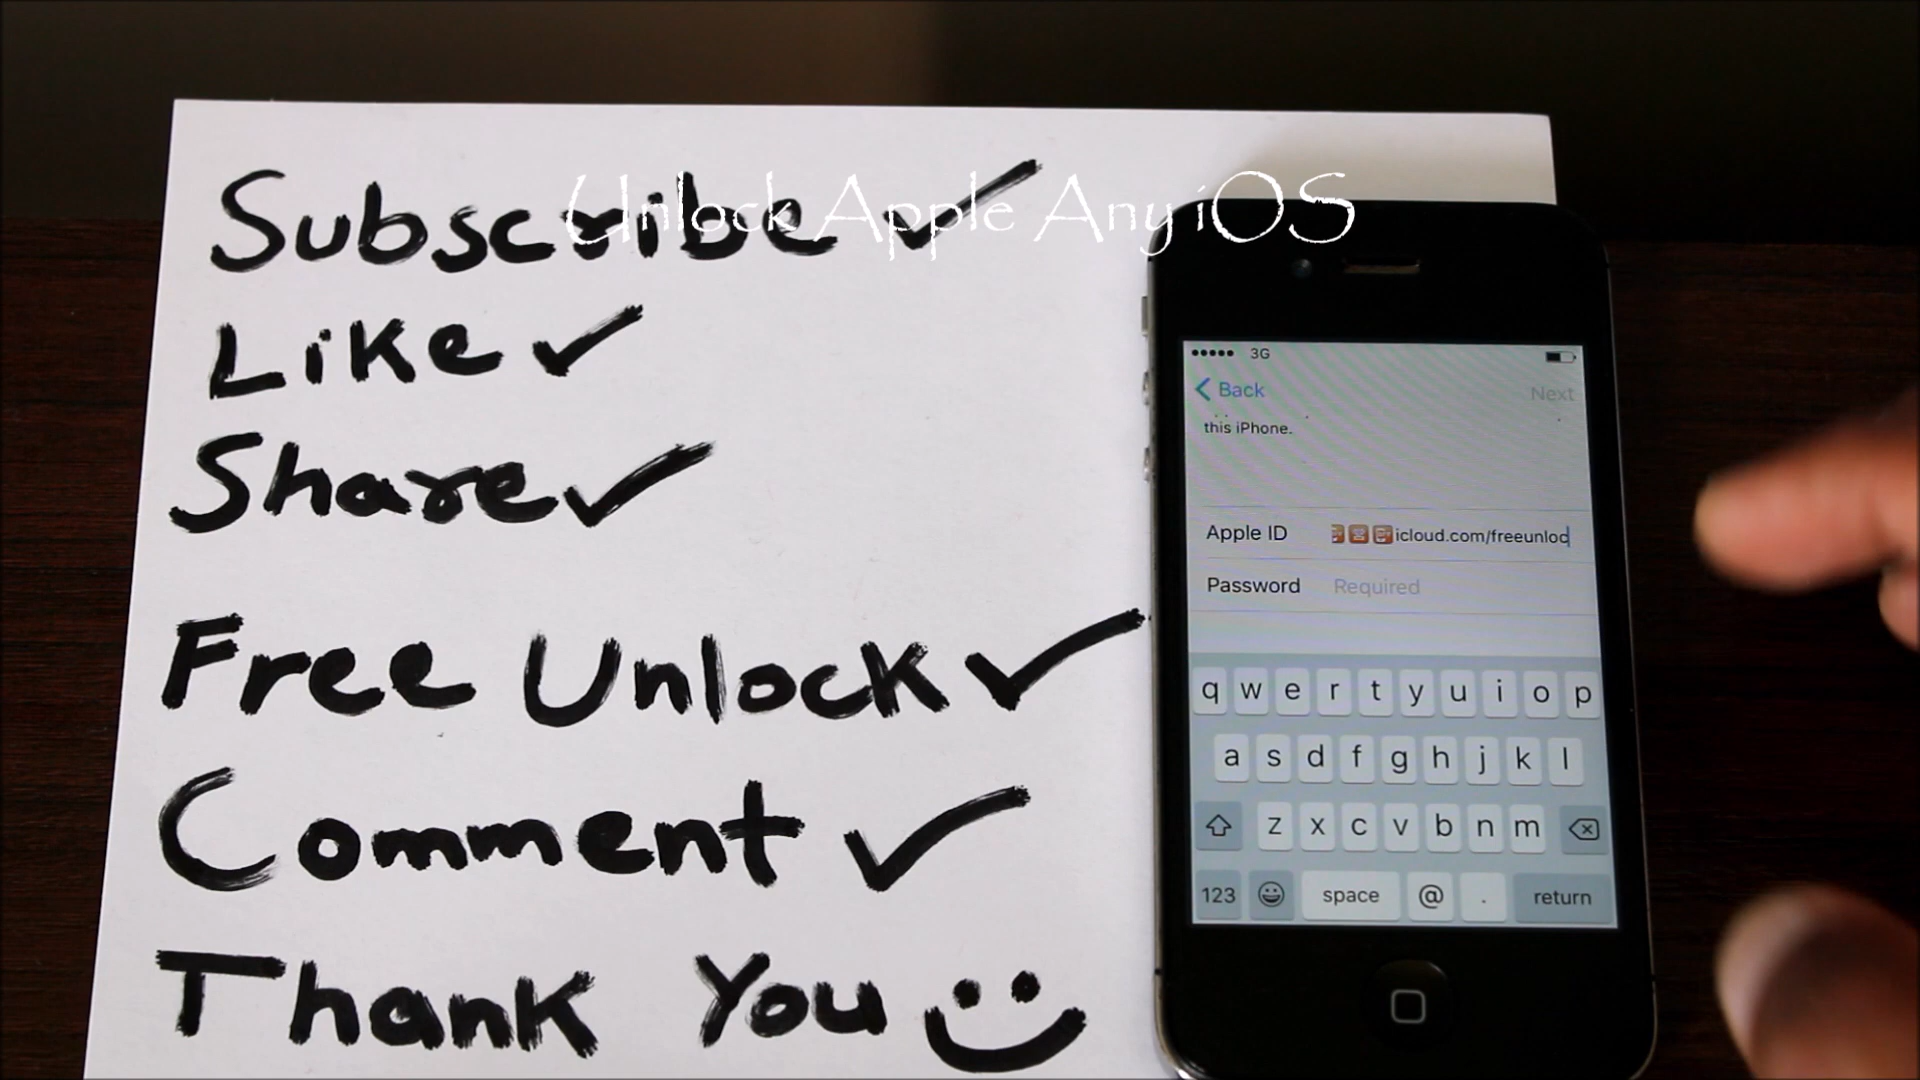 Unlock Apple Any iOS
Subscribe ✓
Like ✓
Share ✓
Free Unlock ✓
Comment ✓
Thank You
3G
Back Next
this iPhone.
Apple ID icloud.com/freeunloc
Password Required
q w e r t y u i o p
a s d f g h j k l
z x c v b n m
123 space @ . return